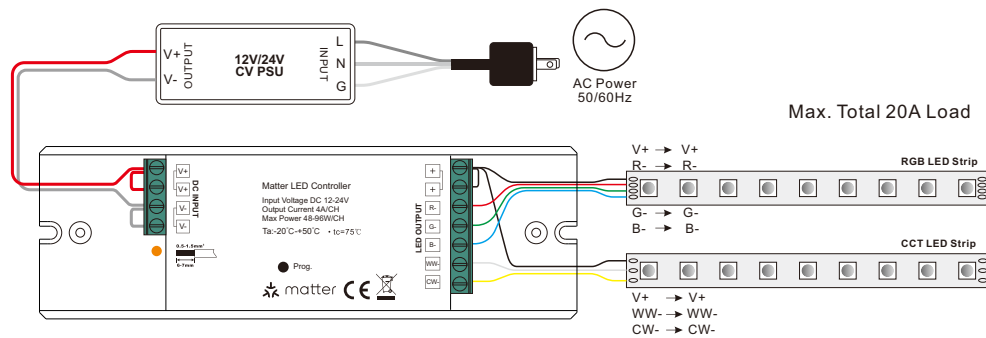 V+
V-
OUTPUT
12V/24V
CV PSU
INPUT
L
N
G
AC Power
50/60Hz
Max. Total 20A Load
V+
V+
V-
V-
DC INPUT
0.5-1.5mm²
6-7mm
Matter LED Controller
Input Voltage DC 12-24V
Output Current 4A/CH
Max Power 48-96W/CH
Ta:-20℃-+50℃ • tc=75℃
Prog.
matter CE
LED OUTPUT
+
+
R-
G-
B-
WW-
CW-
V+ → V+
R- → R-
RGB LED Strip
G- → G-
B- → B-
CCT LED Strip
V+ → V+
WW- → WW-
CW- → CW-